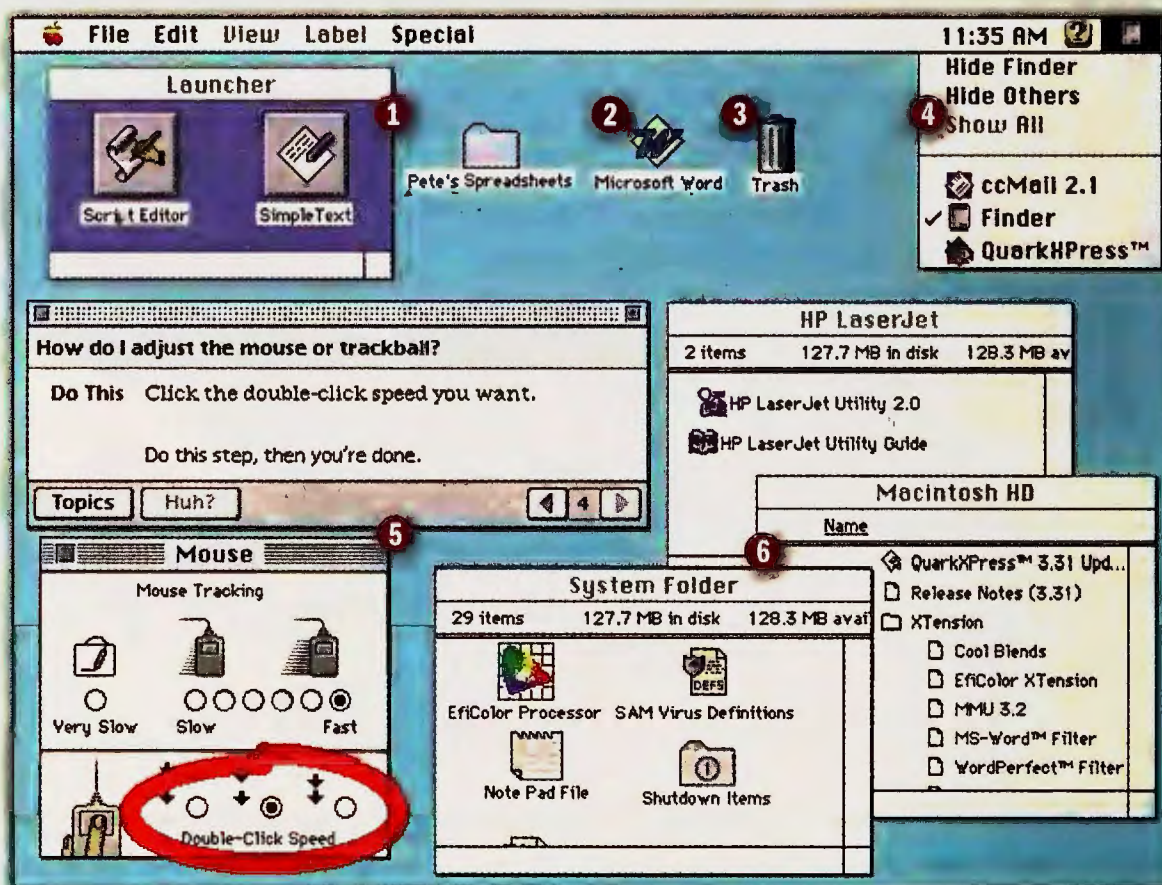 File Edit View Label Special
11:35 AM
Launcher
1
Script Editor
SimpleText
Pete's Spreadsheets
2
Microsoft Word
3
Trash
4
Hide Finder
Hide Others
Show All
ccMail 2.1
Finder
QuarkXPress™
How do I adjust the mouse or trackball?
Do This Click the double-click speed you want.
Do this step, then you're done.
Topics
Huh?
4
5
HP LaserJet
2 items 127.7 MB in disk 128.3 MB av
HP LaserJet Utility 2.0
HP LaserJet Utility Guide
Mouse
Mouse Tracking
Very Slow
Slow
Fast
Double-Click Speed
6
System Folder
29 items 127.7 MB in disk 128.3 MB avai
EfiColor Processor
DEFS
SAM Virus Definitions
Note Pad File
Shutdown Items
Macintosh HD
Name
QuarkXPress™ 3.31 Upd...
Release Notes (3.31)
XTension
Cool Blends
EfiColor XTension
MMU 3.2
MS-Word™ Filter
WordPerfect™ Filter